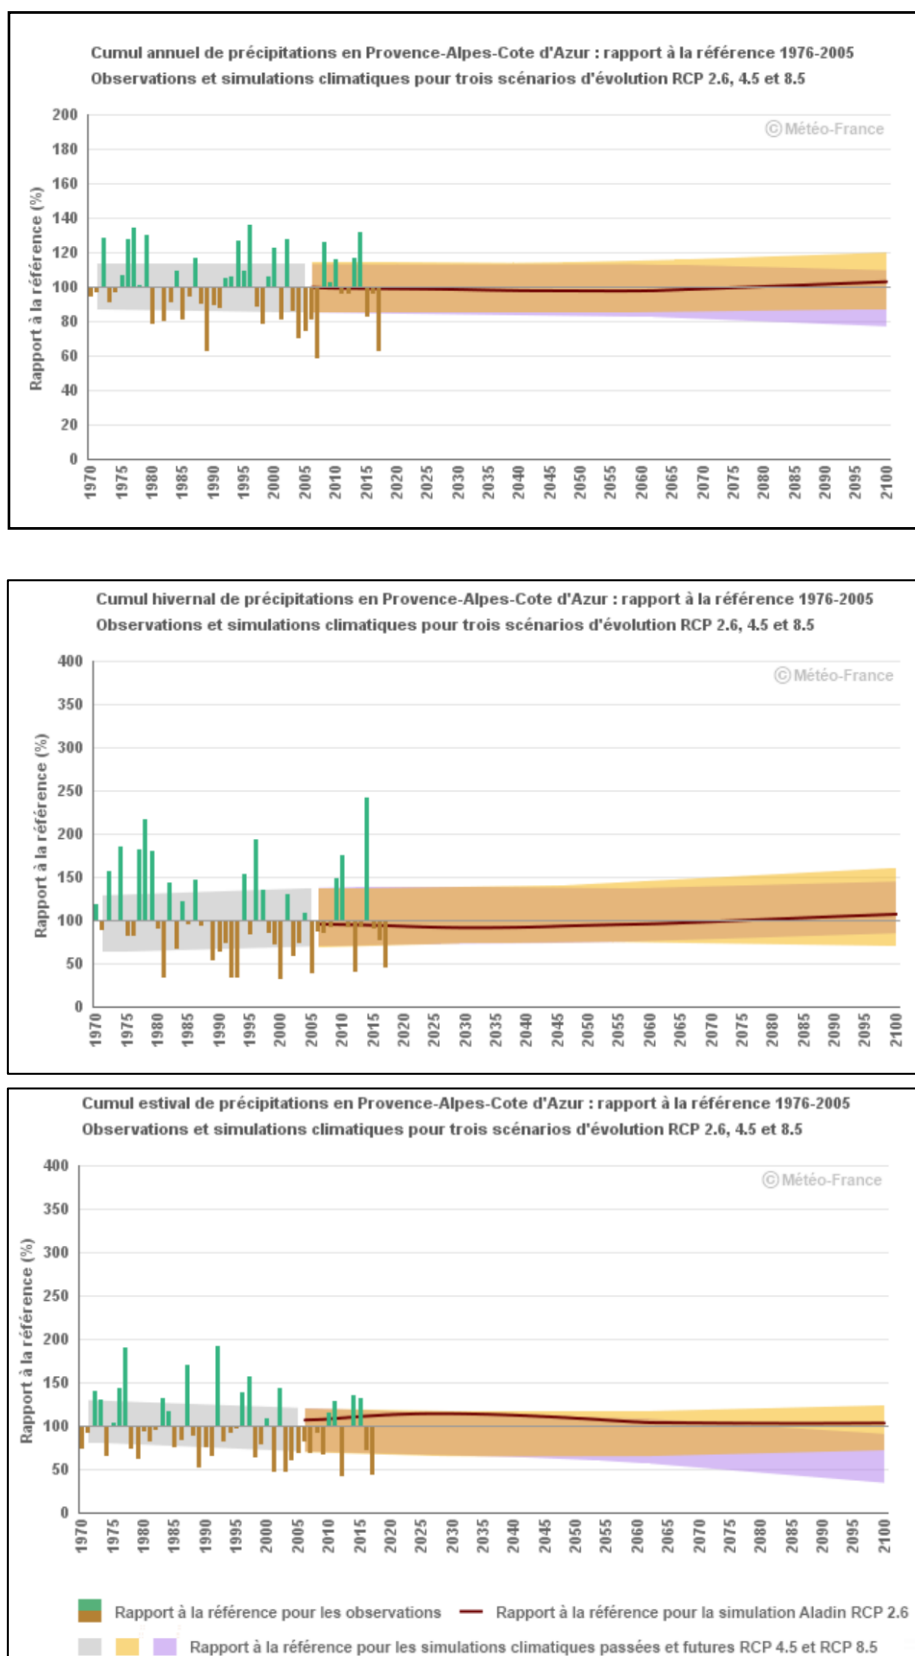 Cumul annuel de précipitations en Provence-Alpes-Cote d'Azur : rapport à la référence 1976-2005
Observations et simulations climatiques pour trois scénarios d'évolution RCP 2.6, 4.5 et 8.5
© Météo-France
Rapport à la référence (%)
200
180
160
140
120
100
80
60
40
20
0
1970 1975 1980 1985 1990 1995 2000 2005 2010 2015 2020 2025 2030 2035 2040 2045 2050 2055 2060 2065 2070 2075 2080 2085 2090 2095 2100
Cumul hivernal de précipitations en Provence-Alpes-Cote d'Azur : rapport à la référence 1976-2005
Observations et simulations climatiques pour trois scénarios d'évolution RCP 2.6, 4.5 et 8.5
© Météo-France
Rapport à la référence (%)
400
350
300
250
200
150
100
50
0
1970 1975 1980 1985 1990 1995 2000 2005 2010 2015 2020 2025 2030 2035 2040 2045 2050 2055 2060 2065 2070 2075 2080 2085 2090 2095 2100
Cumul estival de précipitations en Provence-Alpes-Cote d'Azur : rapport à la référence 1976-2005
Observations et simulations climatiques pour trois scénarios d'évolution RCP 2.6, 4.5 et 8.5
© Météo-France
Rapport à la référence (%)
400
350
300
250
200
150
100
50
0
1970 1975 1980 1985 1990 1995 2000 2005 2010 2015 2020 2025 2030 2035 2040 2045 2050 2055 2060 2065 2070 2075 2080 2085 2090 2095 2100
Rapport à la référence pour les observations Rapport à la référence pour la simulation Aladin RCP 2.6
Rapport à la référence pour les simulations climatiques passées et futures RCP 4.5 et RCP 8.5